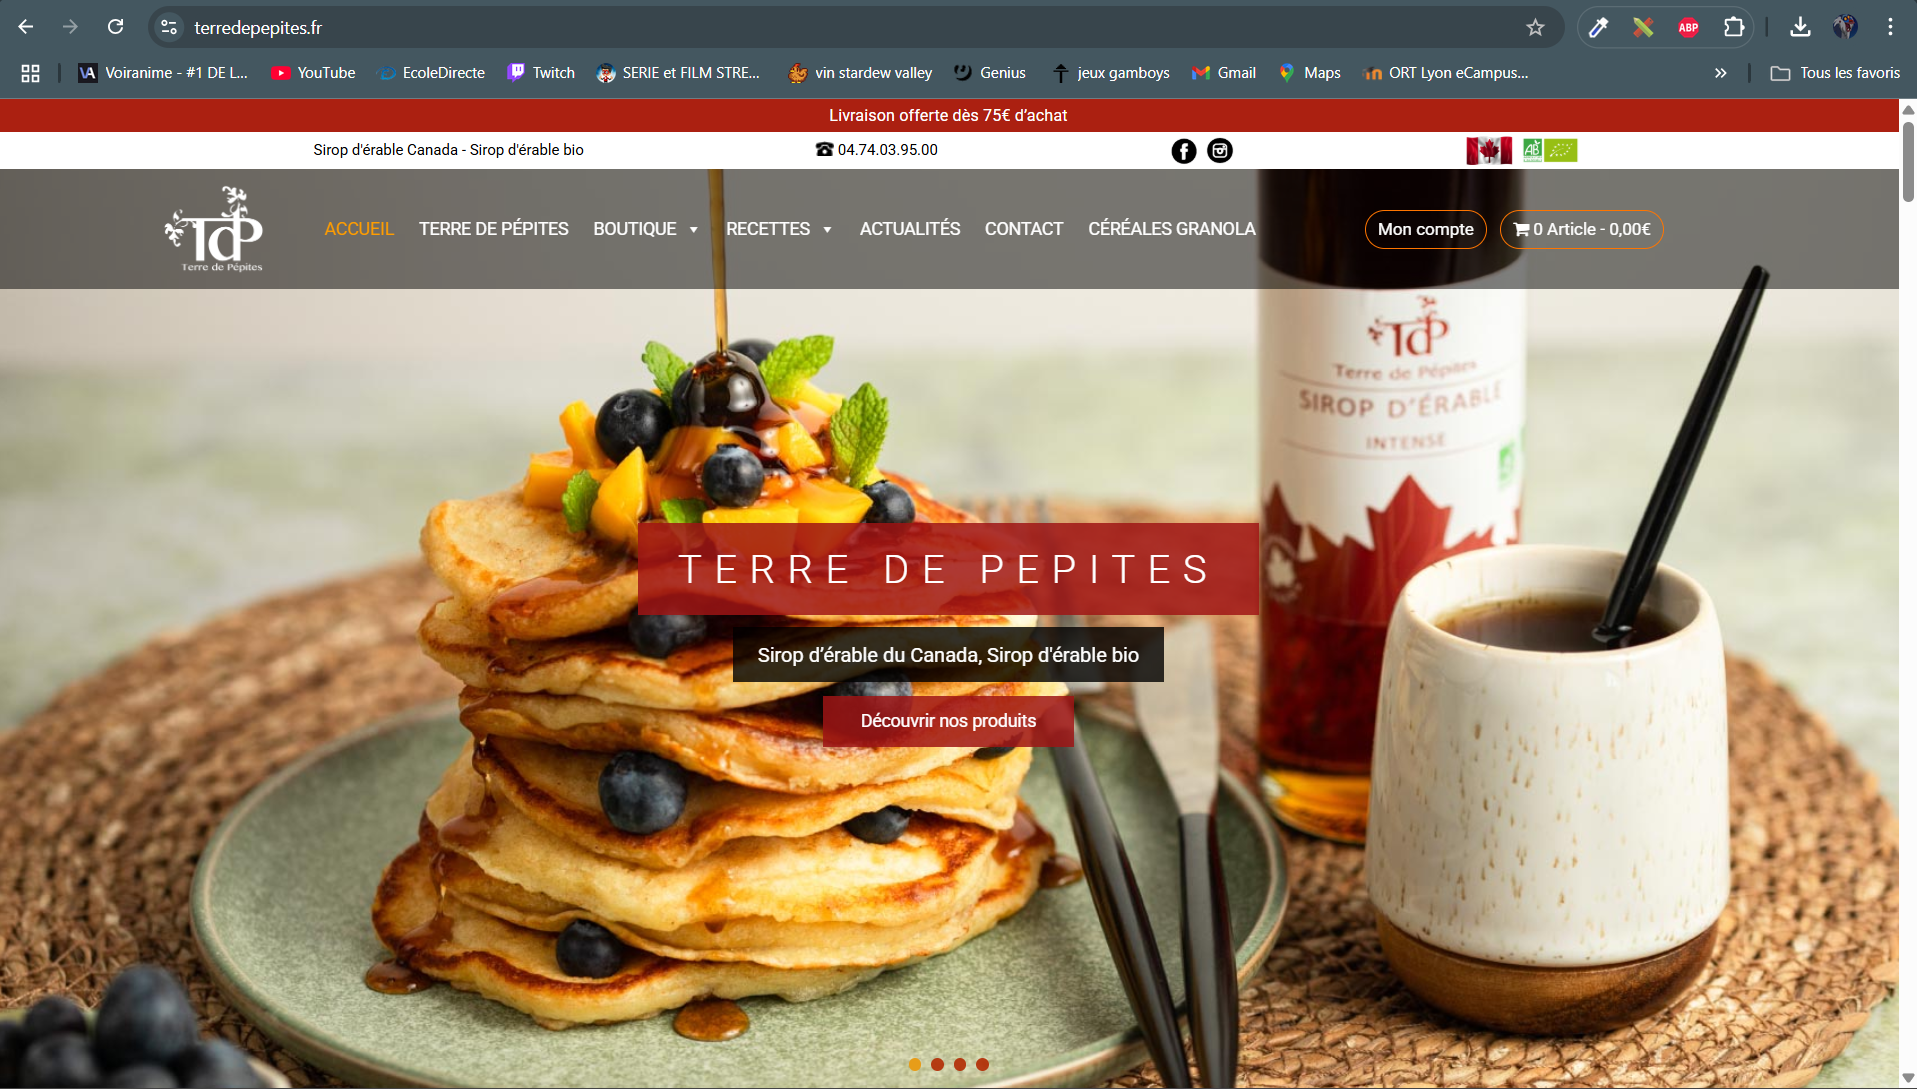 terredepepites.fr
ABP
Voiranime - #1 DE L...
YouTube
EcoleDirecte
Twitch
SERIE et FILM STRE...
vin stardew valley
Genius
jeux gamboys
Gmail
Maps
ORT Lyon eCampus...
Tous les favoris
Livraison offerte dès 75€ d’achat
Sirop d'érable Canada - Sirop d'érable bio
04.74.03.95.00
AB
TdP
Terre de Pépites
ACCUEIL
TERRE DE PÉPITES
BOUTIQUE
RECETTES
ACTUALITÉS
CONTACT
CÉRÉALES GRANOLA
Mon compte
0 Article - 0,00€
TdP
Terre de Pépites
SIROP D'ÉRABLE
INTENSE
TERRE DE PEPITES
Sirop d’érable du Canada, Sirop d'érable bio
Découvrir nos produits